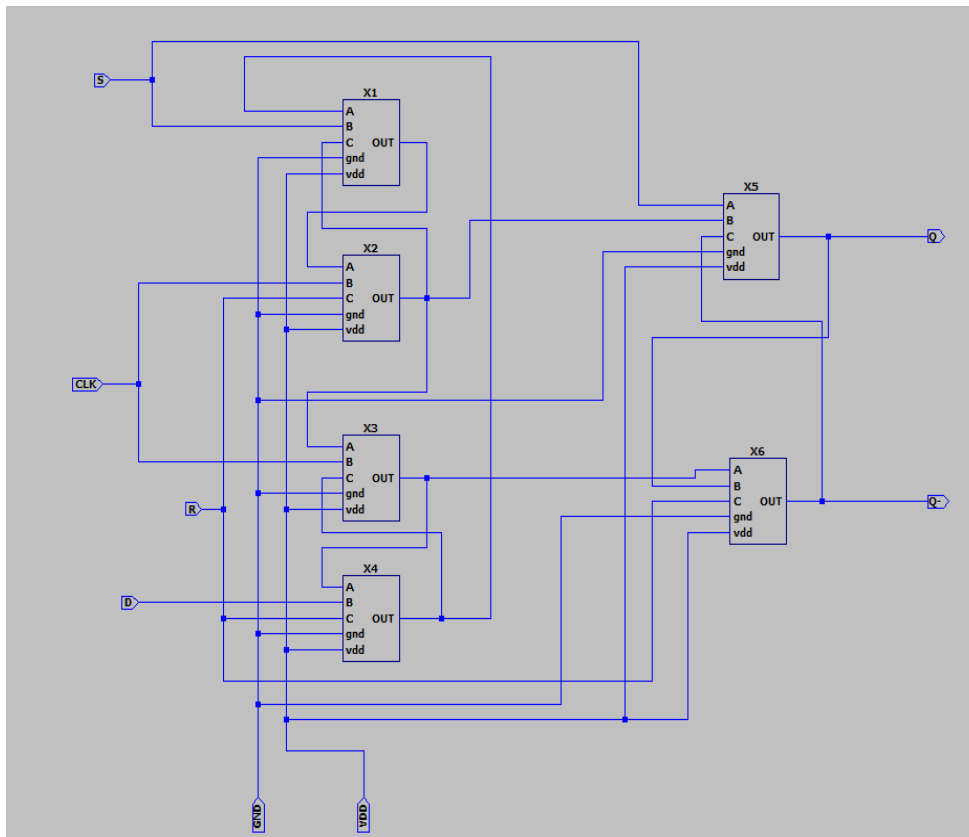 S
X1
A
B
C OUT
gnd
vdd
X5
A
B
C OUT
gnd
vdd
Q
X2
A
B
C OUT
gnd
vdd
CLK
X3
A
B
C OUT
gnd
vdd
R
X6
A
B
C OUT
gnd
vdd
Q-
X4
A
B
C OUT
gnd
vdd
D
GND
VDD